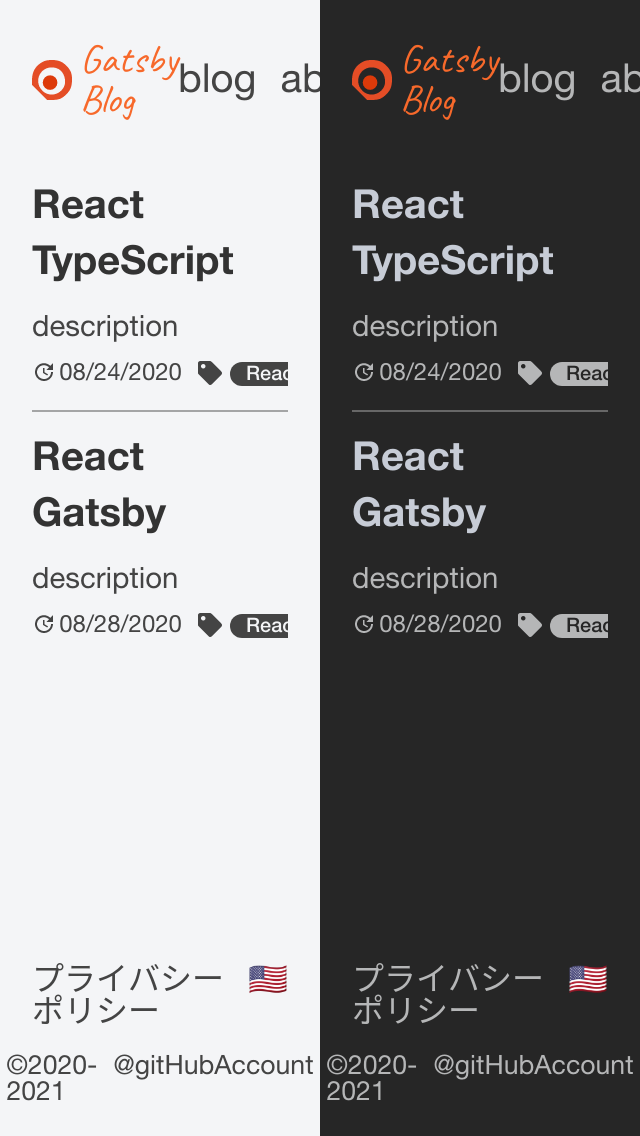 Gatsby
Blog
blog ab
React
TypeScript
description
08/24/2020 Reac
React
Gatsby
description
08/28/2020 Reac
プライバシー 🇺🇸
ポリシー
©2020- @gitHubAccount
2021
Gatsby
Blog
blog ab
React
TypeScript
description
08/24/2020 Reac
React
Gatsby
description
08/28/2020 Reac
プライバシー 🇺🇸
ポリシー
©2020- @gitHubAccount
2021